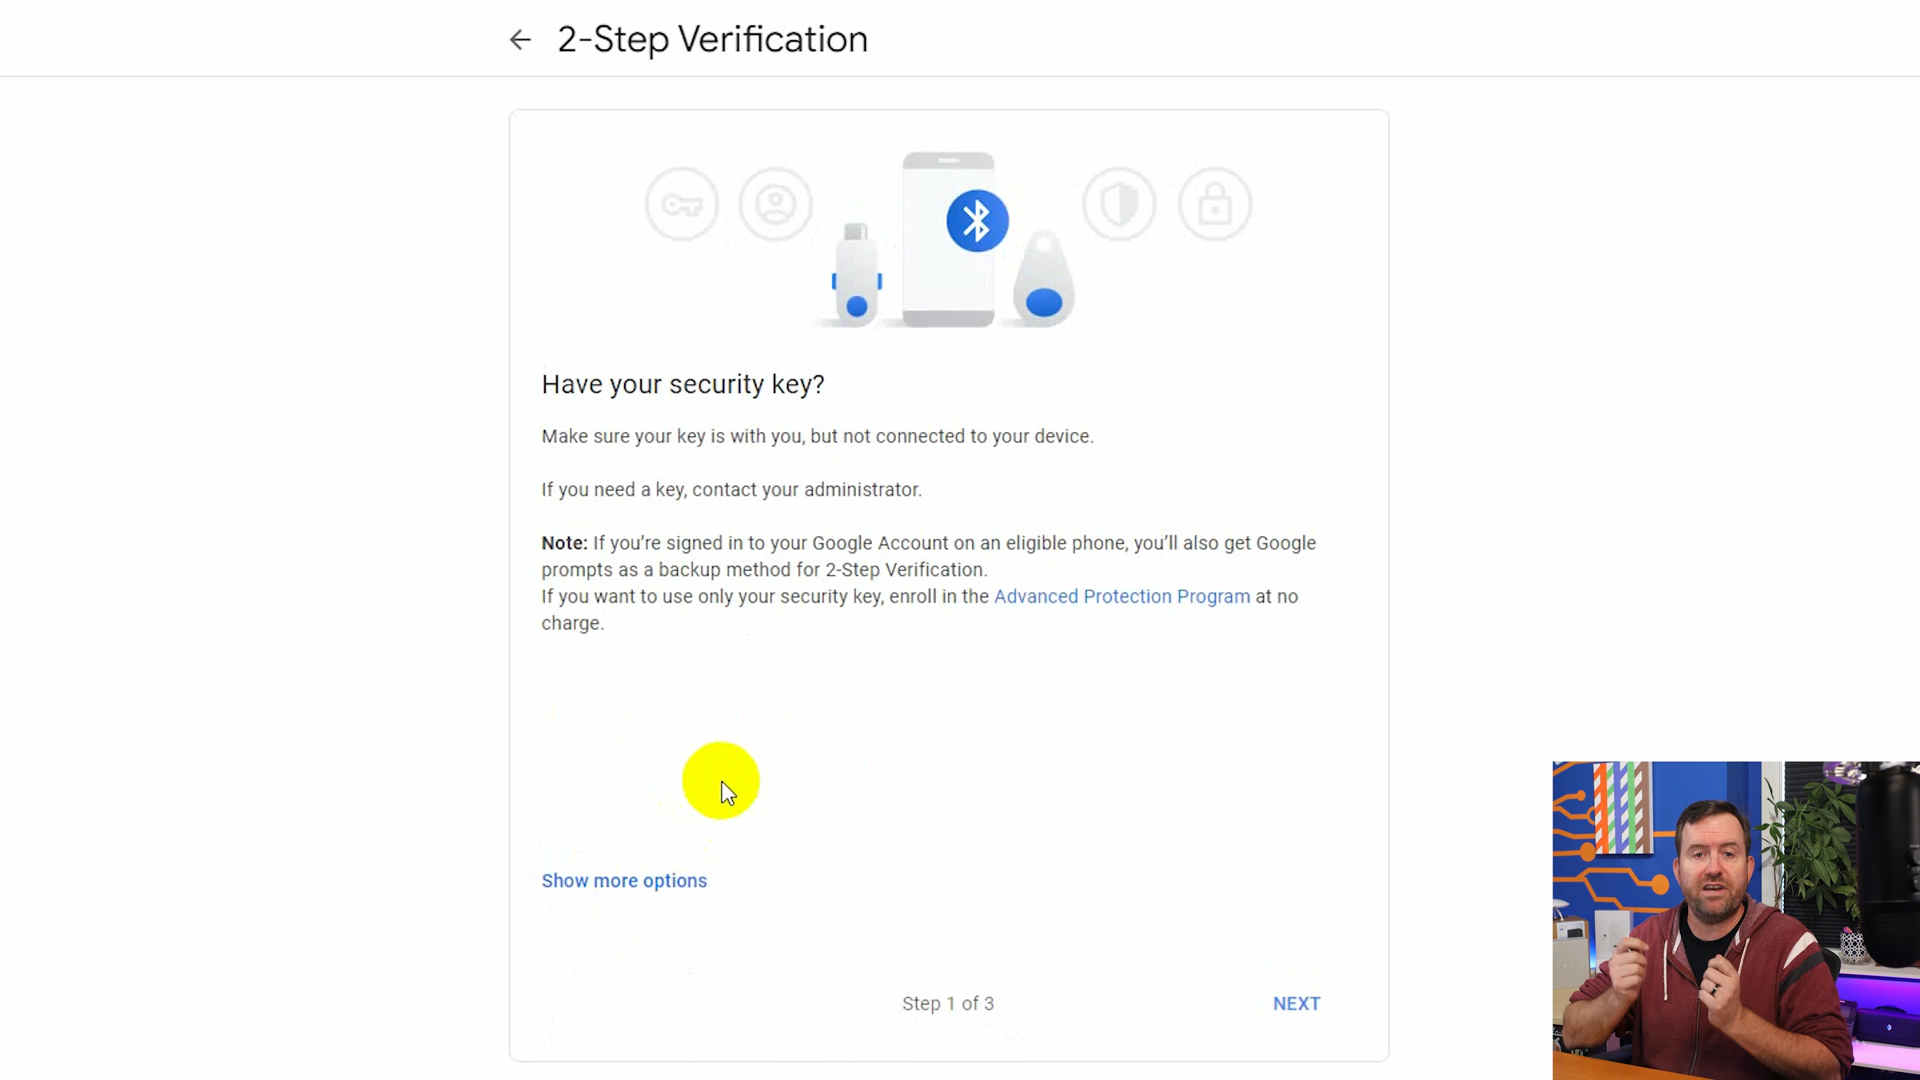 2-Step Verification
Have your security key?
Make sure your key is with you, but not connected to your device.
If you need a key, contact your administrator.
Note: If you’re signed in to your Google Account on an eligible phone, you’ll also get Google
prompts as a backup method for 2-Step Verification.
If you want to use only your security key, enroll in the Advanced Protection Program at no
charge.
Show more options
Step 1 of 3
NEXT